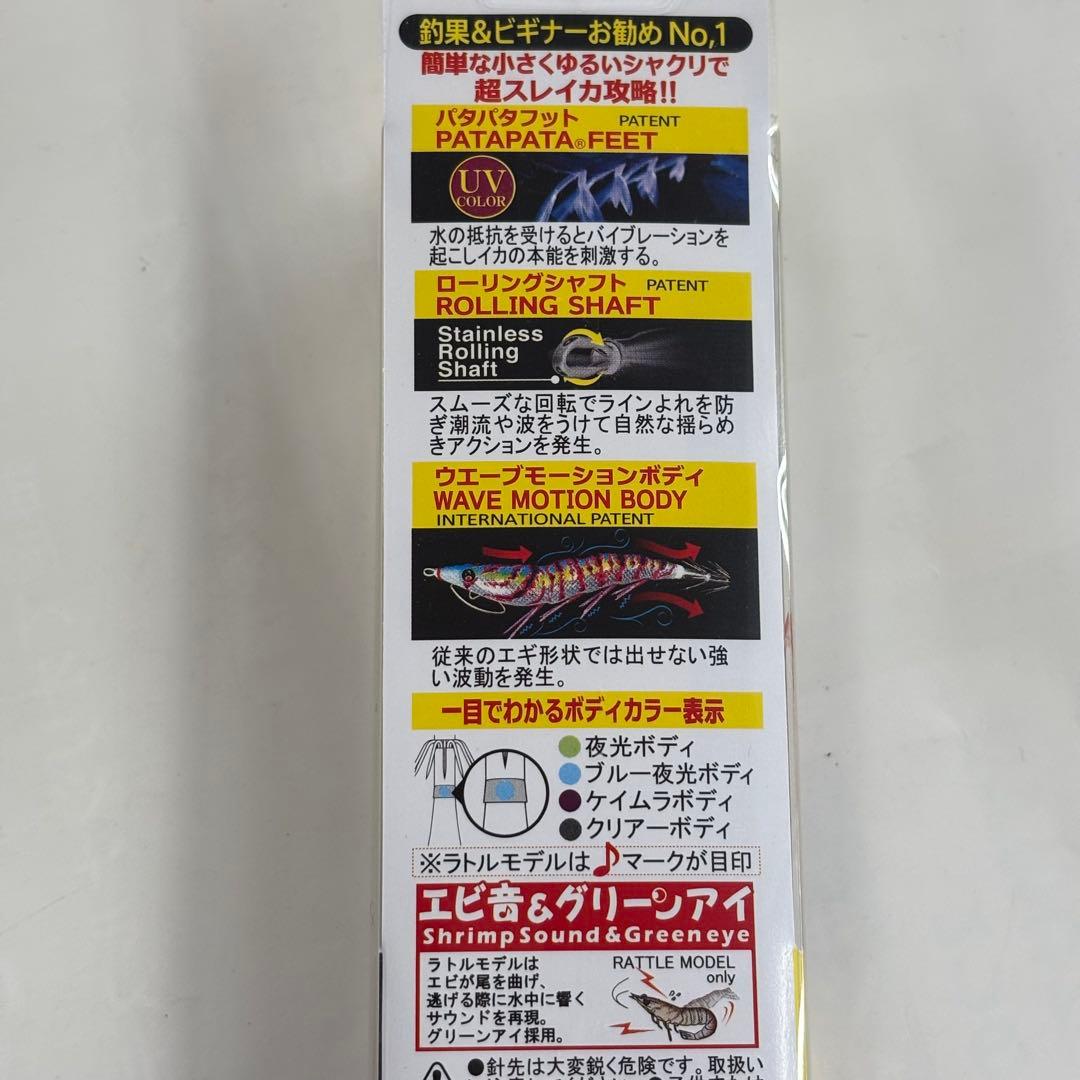 釣果&ビギナーお勧め No,1
簡単な小さくゆるいシャクリで
超スレイカ攻略!!
パタパタフット PATENT
PATAPATA®FEET
UV
COLOR
水の抵抗を受けるとバイブレーションを
起こしイカの本能を刺激する。
ローリングシャフト PATENT
ROLLING SHAFT
Stainless
Rolling
Shaft
スムーズな回転でラインよれを防
ぎ潮流や波をうけて自然な揺らめ
きアクションを発生。
ウエーブモーションボディ
WAVE MOTION BODY
INTERNATIONAL PATENT
従来のエギ形状では出せない強
い波動を発生。
一目でわかるボディカラー表示
夜光ボディ
ブルー夜光ボディ
ケイムラボディ
クリアーボディ
※ラトルモデルは♪マークが目印
エビ音&グリーンアイ
Shrimp Sound & Green eye
ラトルモデルは
エビが尾を曲げ、
逃げる際に水中に響く
サウンドを再現。
グリーンアイ採用。
RATTLE MODEL
only
●針先は大変鋭く危険です。取扱い